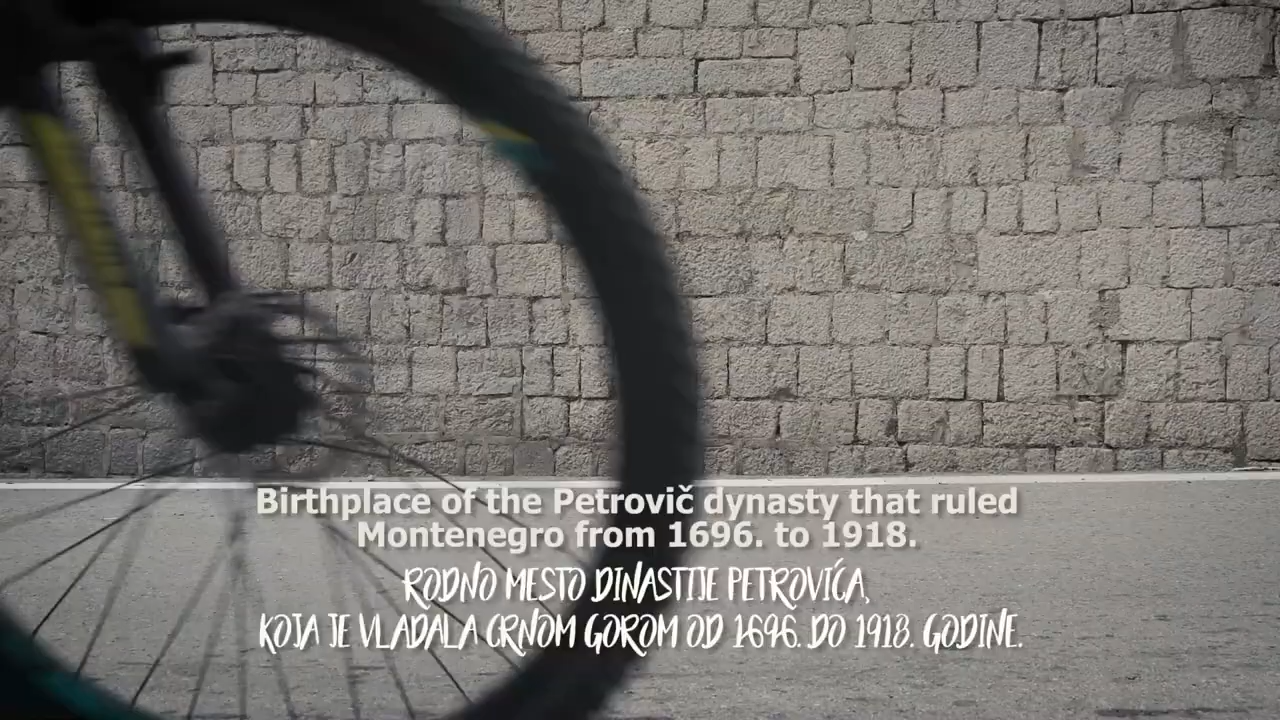 Birthplace of the Petrovič dynasty that ruled
Montenegro from 1696. to 1918.
RODNO MESTO DINASTIJE PETROVIĆA,
KOJA JE VLADALA CRNOM GOROM OD 1696. DO 1918. GODINE.